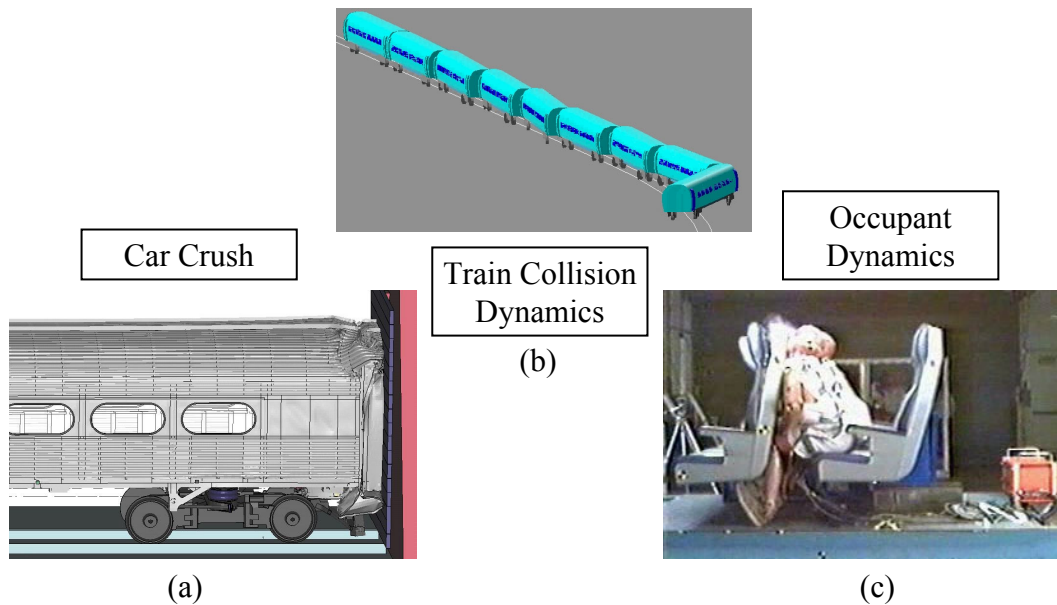 Car Crush
(a)
Train Collision
Dynamics
(b)
Occupant
Dynamics
(c)